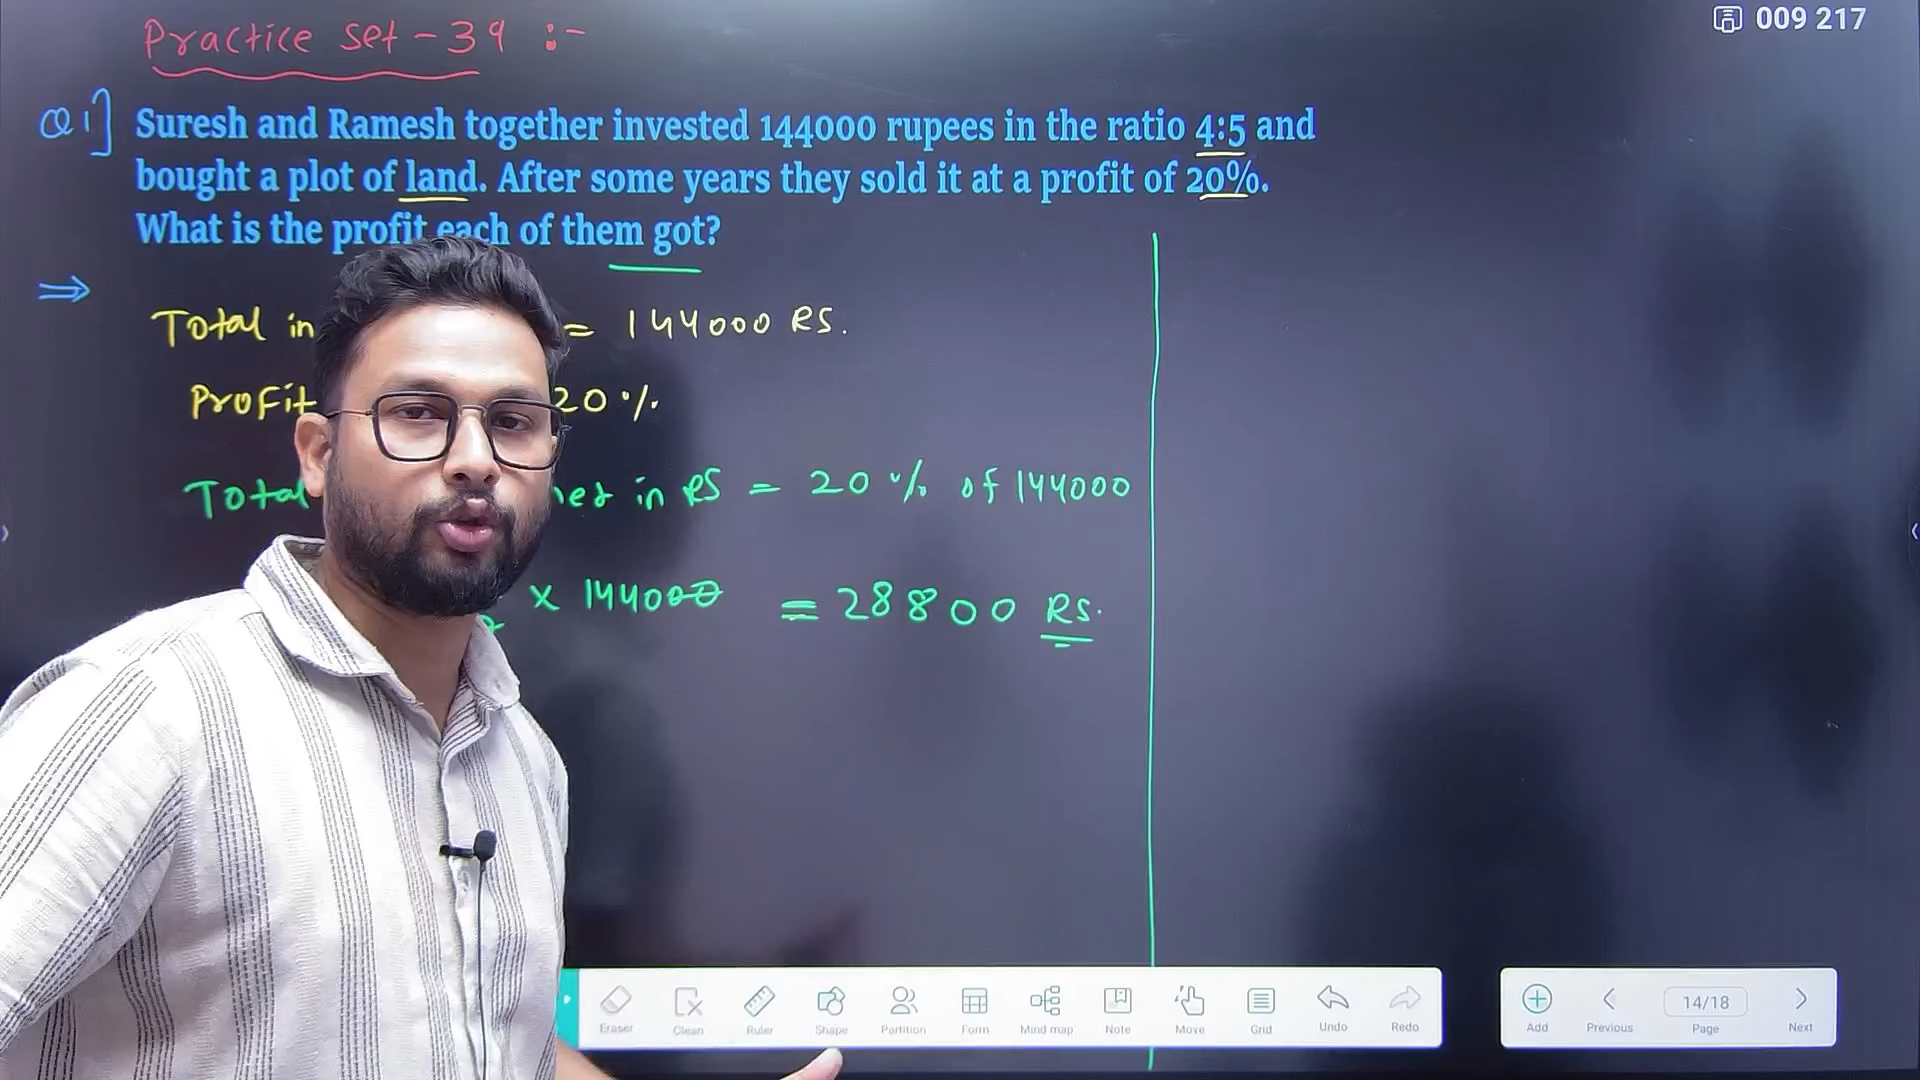 Practice set - 39 :-
009 217
Q1] Suresh and Ramesh together invested 144000 rupees in the ratio 4:5 and
bought a plot of land. After some years they sold it at a profit of 20%.
What is the profit each of them got?
⇒
Total in = 144000 RS.
Profit 20 %.
Total in RS = 20 % of 144000
x 144000 = 28800 RS.
Eraser Clean Ruler Shape Partition Form Mind map Note Move Grid Undo Redo
Add Previous 14/18 Page Next